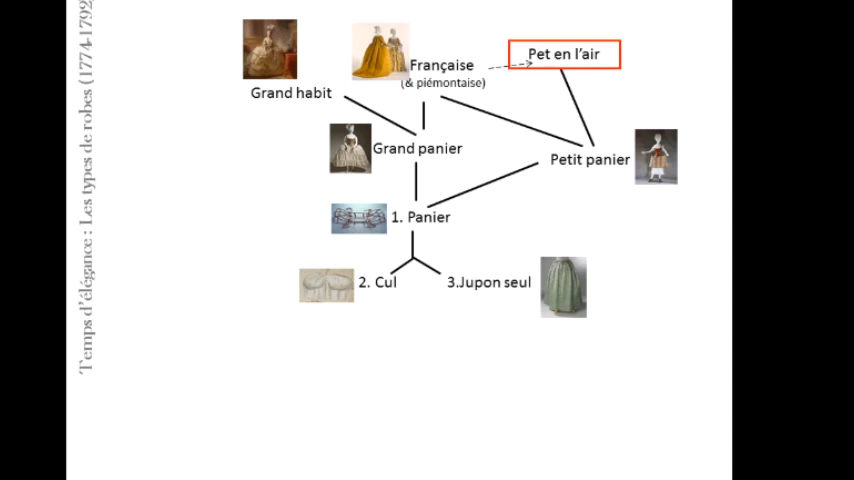 Temps d'élégance : Les types de robes (1774-1792
Pet en l'air
Française
(& piémontaise)
Grand habit
Grand panier
Petit panier
1. Panier
2. Cul
3.Jupon seul